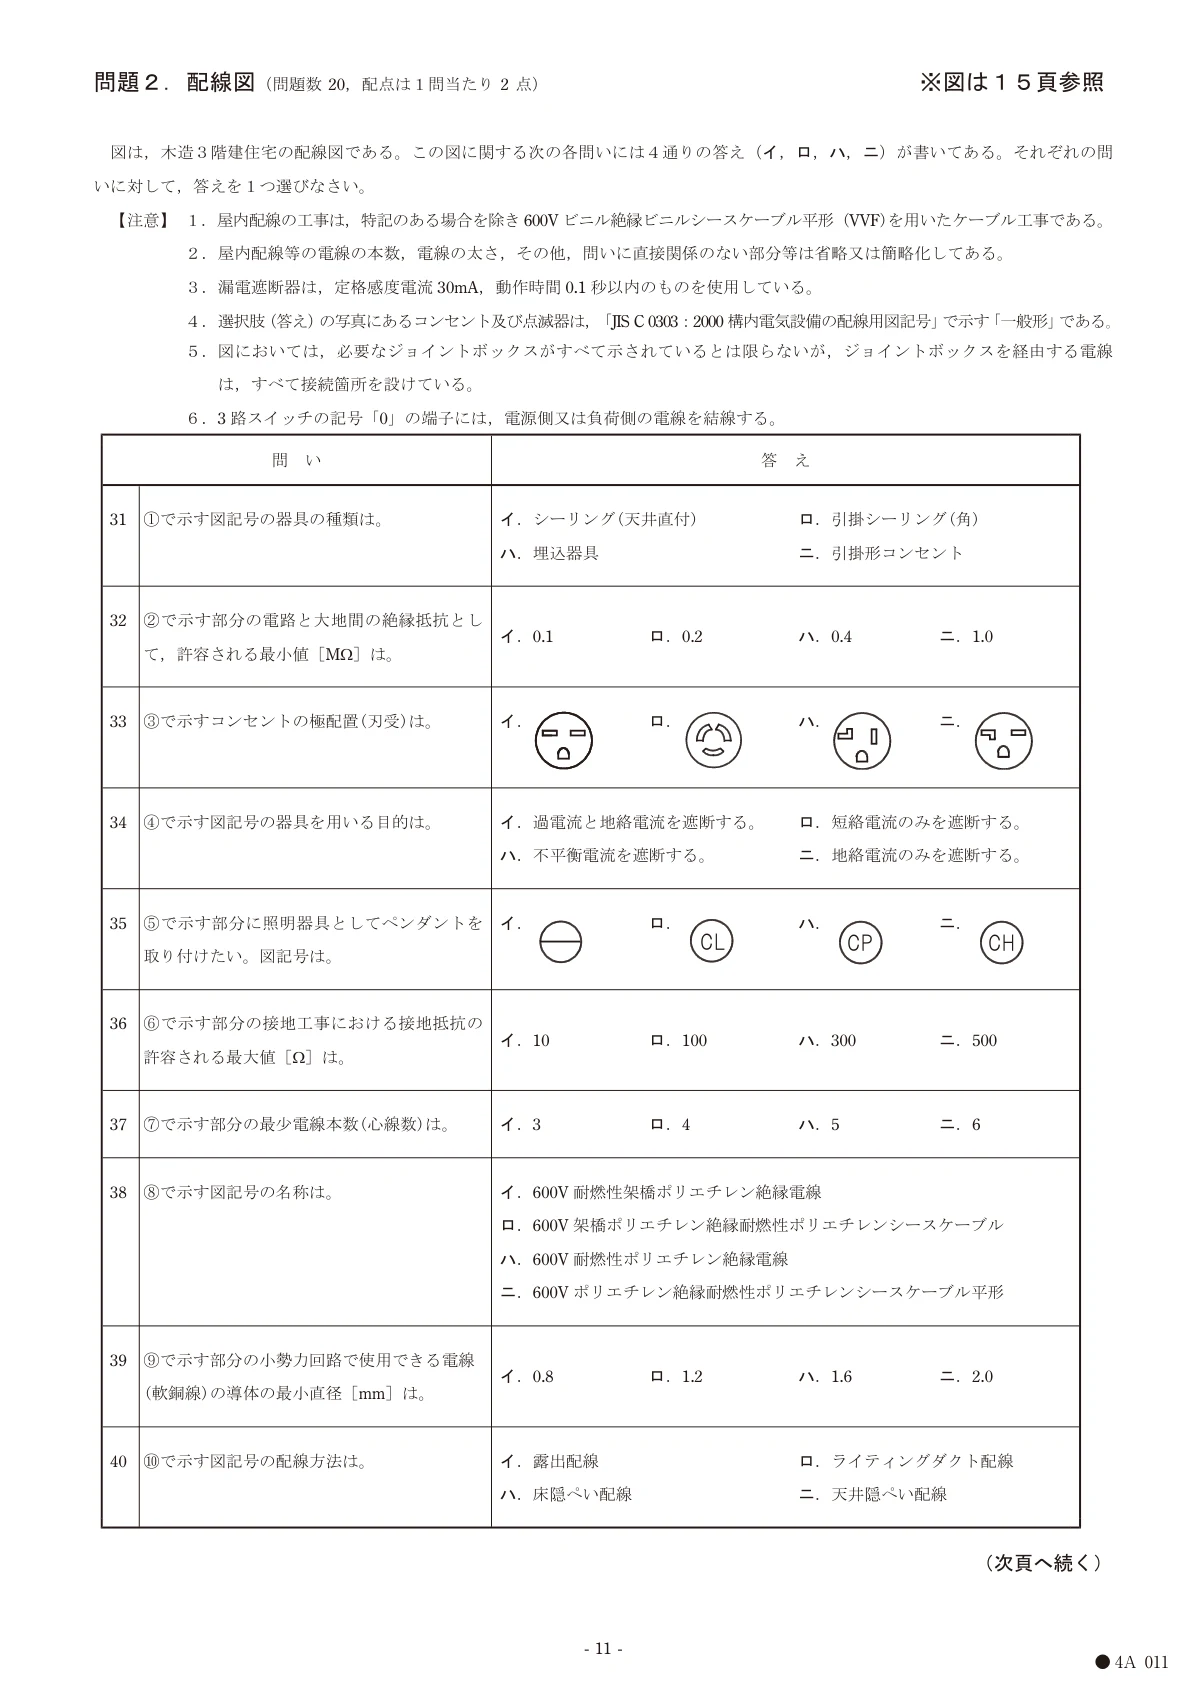 問題２．配線図（問題数 20，配点は１問当たり 2 点）
※図は１５頁参照
図は，木造３階建住宅の配線図である。この図に関する次の各問いには４通りの答え（イ，ロ，ハ，ニ）が書いてある。それぞれの問
いに対して，答えを１つ選びなさい。
【注意】 １．屋内配線の工事は，特記のある場合を除き 600V ビニル絶縁ビニルシースケーブル平形（VVF）を用いたケーブル工事である。
２．屋内配線等の電線の本数，電線の太さ，その他，問いに直接関係のない部分等は省略又は簡略化してある。
３．漏電遮断器は，定格感度電流 30mA，動作時間 0.1 秒以内のものを使用している。
４．選択肢（答え）の写真にあるコンセント及び点滅器は，「JIS C 0303 : 2000 構内電気設備の配線用図記号」で示す「一般形」である。
５．図においては，必要なジョイントボックスがすべて示されているとは限らないが，ジョイントボックスを経由する電線
は，すべて接続箇所を設けている。
６．3 路スイッチの記号「0」の端子には，電源側又は負荷側の電線を結線する。
問　い
答　え
31 ①で示す図記号の器具の種類は。
イ．シーリング（天井直付） ロ．引掛シーリング（角）
ハ．埋込器具 ニ．引掛形コンセント
32 ②で示す部分の電路と大地間の絶縁抵抗とし
て，許容される最小値［MΩ］は。
イ．0.1 ロ．0.2 ハ．0.4 ニ．1.0
33 ③で示すコンセントの極配置（刃受）は。
イ． ロ． ハ． ニ．
34 ④で示す図記号の器具を用いる目的は。
イ．過電流と地絡電流を遮断する。 ロ．短絡電流のみを遮断する。
ハ．不平衡電流を遮断する。 ニ．地絡電流のみを遮断する。
35 ⑤で示す部分に照明器具としてペンダントを
取り付けたい。図記号は。
イ． ロ． CL ハ． CP ニ． CH
36 ⑥で示す部分の接地工事における接地抵抗の
許容される最大値［Ω］は。
イ．10 ロ．100 ハ．300 ニ．500
37 ⑦で示す部分の最少電線本数（心線数）は。
イ．3 ロ．4 ハ．5 ニ．6
38 ⑧で示す図記号の名称は。
イ．600V 耐燃性架橋ポリエチレン絶縁電線
ロ．600V 架橋ポリエチレン絶縁耐燃性ポリエチレンシースケーブル
ハ．600V 耐燃性ポリエチレン絶縁電線
ニ．600V ポリエチレン絶縁耐燃性ポリエチレンシースケーブル平形
39 ⑨で示す部分の小勢力回路で使用できる電線
（軟銅線）の導体の最小直径［mm］は。
イ．0.8 ロ．1.2 ハ．1.6 ニ．2.0
40 ⑩で示す図記号の配線方法は。
イ．露出配線 ロ．ライティングダクト配線
ハ．床隠ぺい配線 ニ．天井隠ぺい配線
（次頁へ続く）
- 11 -
●4A 011